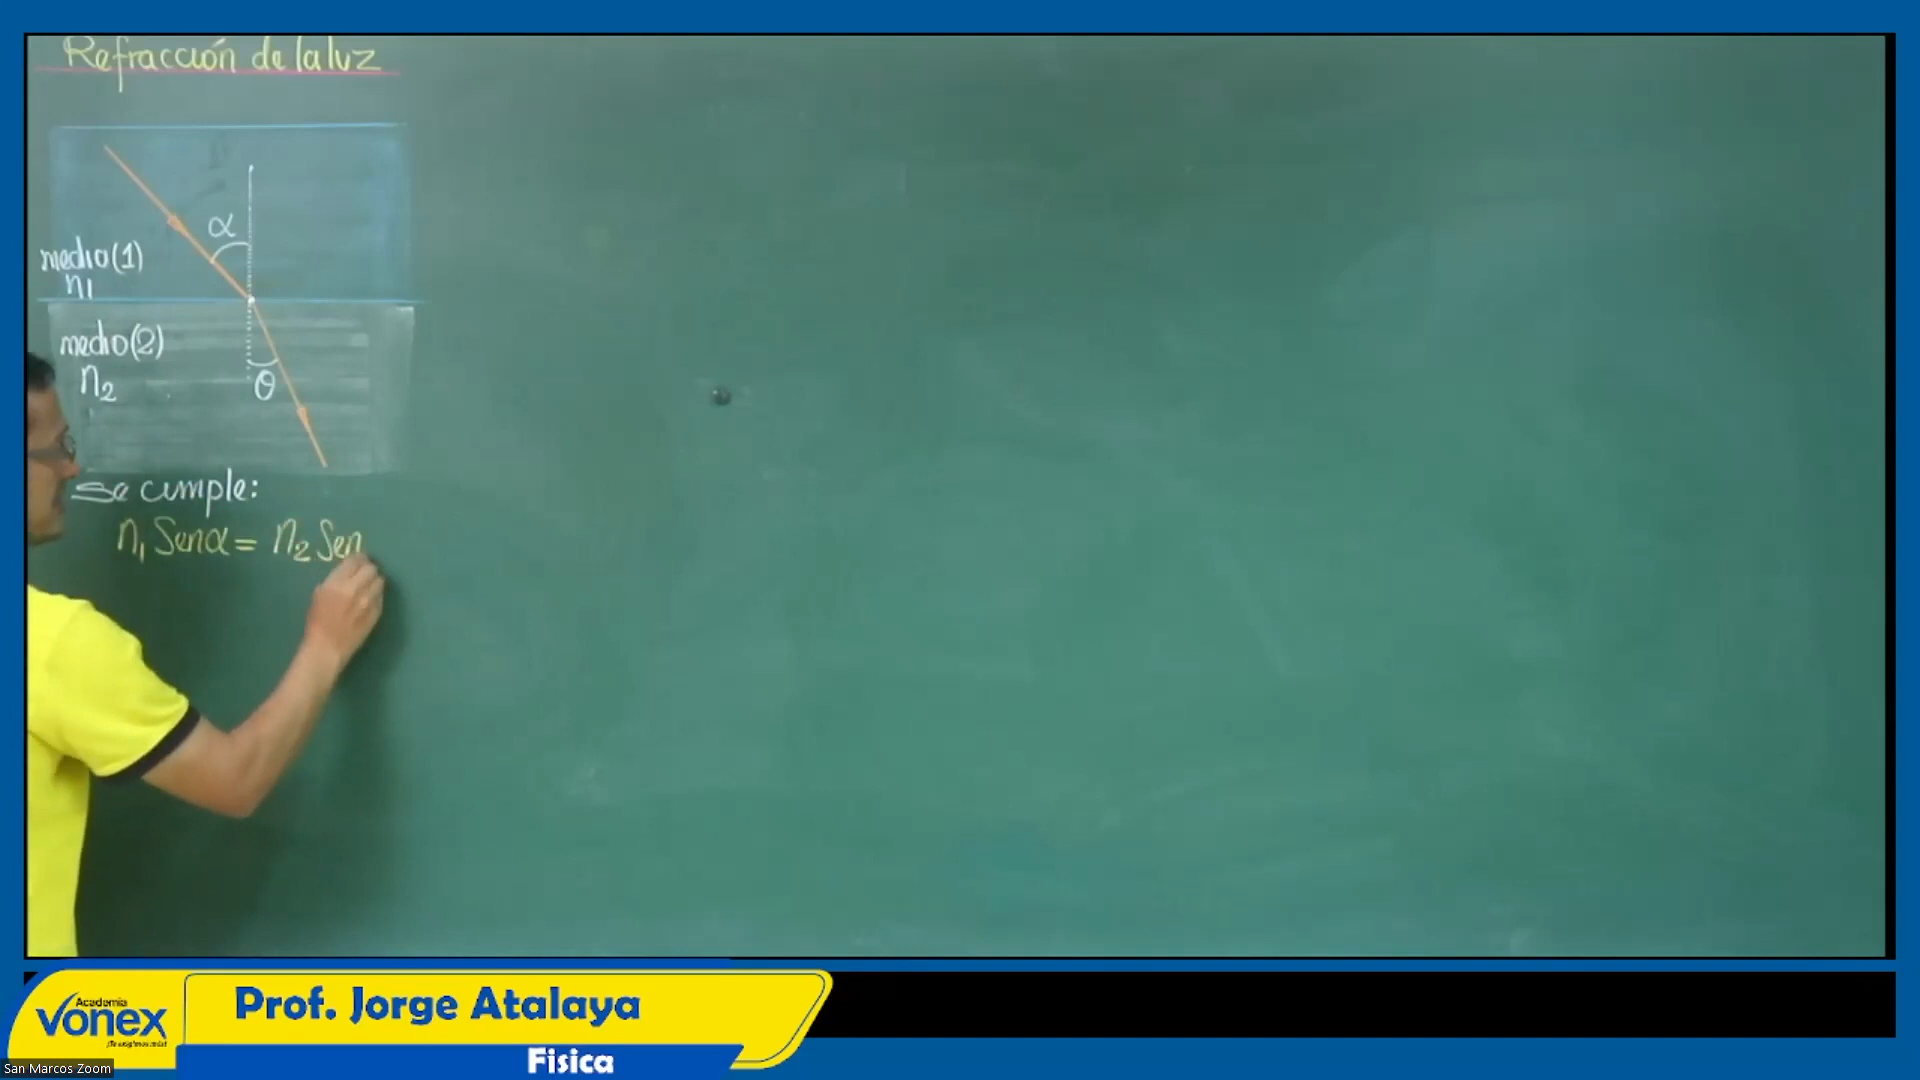 Refracción de la luz
α
medio(1)
n1
medio(2)
n2
θ
Se cumple:
n1 Senα = n2 Sen
Academia
Vonex
Prof. Jorge Atalaya
Fisica
San Marcos Zoom